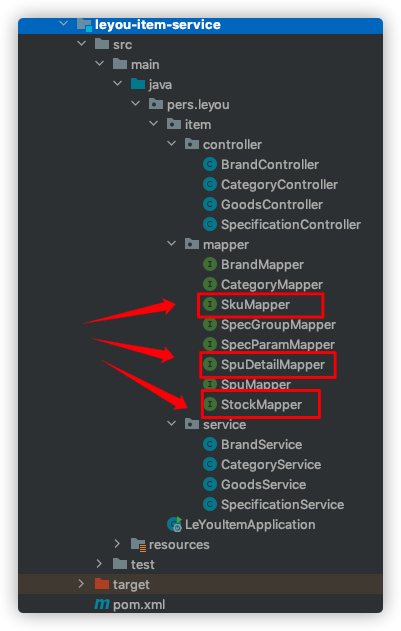 leyou-item-service
src
main
java
pers.leyou
item
controller
BrandController
CategoryController
GoodsController
SpecificationController
mapper
BrandMapper
CategoryMapper
SkuMapper
SpecGroupMapper
SpecParamMapper
SpuDetailMapper
SpuMapper
StockMapper
service
BrandService
CategoryService
GoodsService
SpecificationService
LeYouItemApplication
resources
test
target
pom.xml